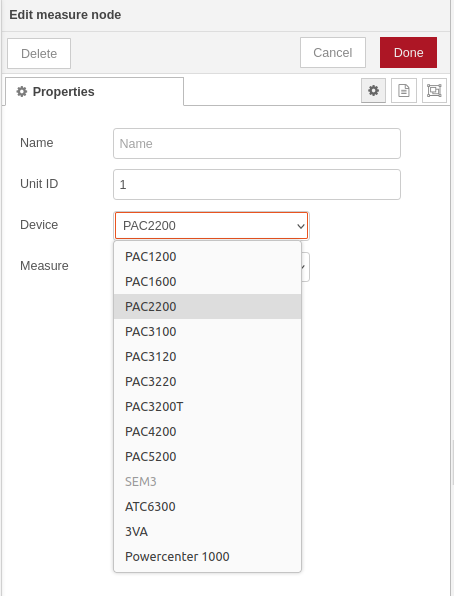 Edit measure node
Delete
Cancel
Done
Properties
Name
Name
Unit ID
1
Device
PAC2200
Measure
PAC1200
PAC1600
PAC2200
PAC3100
PAC3120
PAC3220
PAC3200T
PAC4200
PAC5200
SEM3
ATC6300
3VA
Powercenter 1000